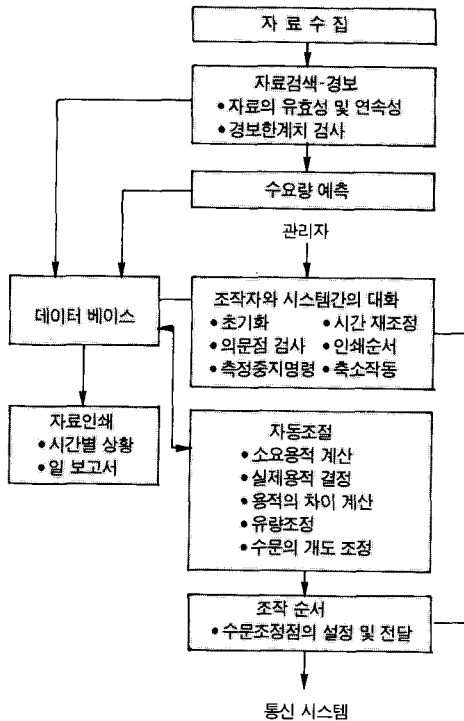 자 료 수 집
자료검색-경보
• 자료의 유효성 및 연속성
• 경보한계치 검사
수요량 예측
관리자
데이터 베이스
조작자와 시스템간의 대화
• 초기화 • 시간 재조정
• 의문점 검사 • 인쇄순서
• 측정중지명령 • 축소작동
자료인쇄
• 시간별 상황
• 일 보고서
자동조절
• 소요용적 계산
• 실제용적 결정
• 용적의 차이 계산
• 유량조정
• 수문의 개도 조정
조작 순서
• 수문조정점의 설정 및 전달
통신 시스템